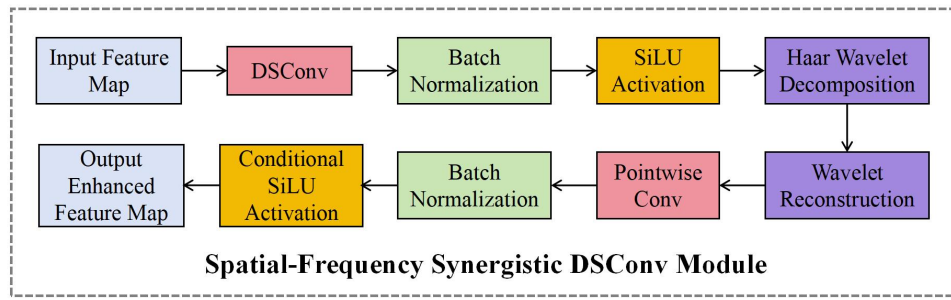 Input Feature
Map
DSConv
Batch
Normalization
SiLU
Activation
Haar Wavelet
Decomposition
Output
Enhanced
Feature Map
Conditional
SiLU
Activation
Batch
Normalization
Pointwise
Conv
Wavelet
Reconstruction
Spatial-Frequency Synergistic DSConv Module